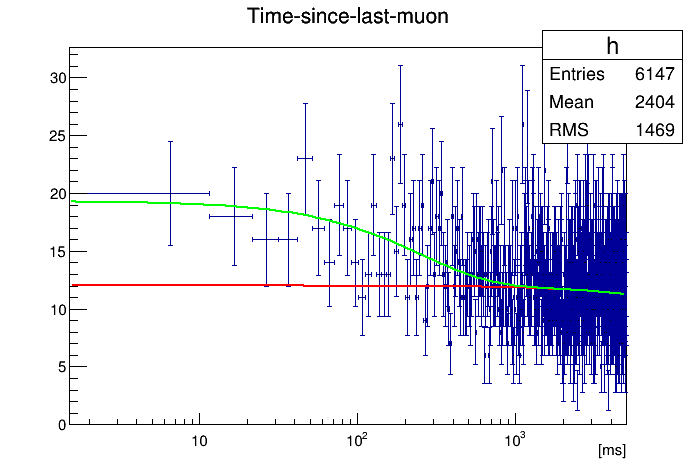 Time-since-last-muon
h
Entries 6147
Mean 2404
RMS 1469
30
25
20
15
10
5
0
10 10² 10³
[ms]